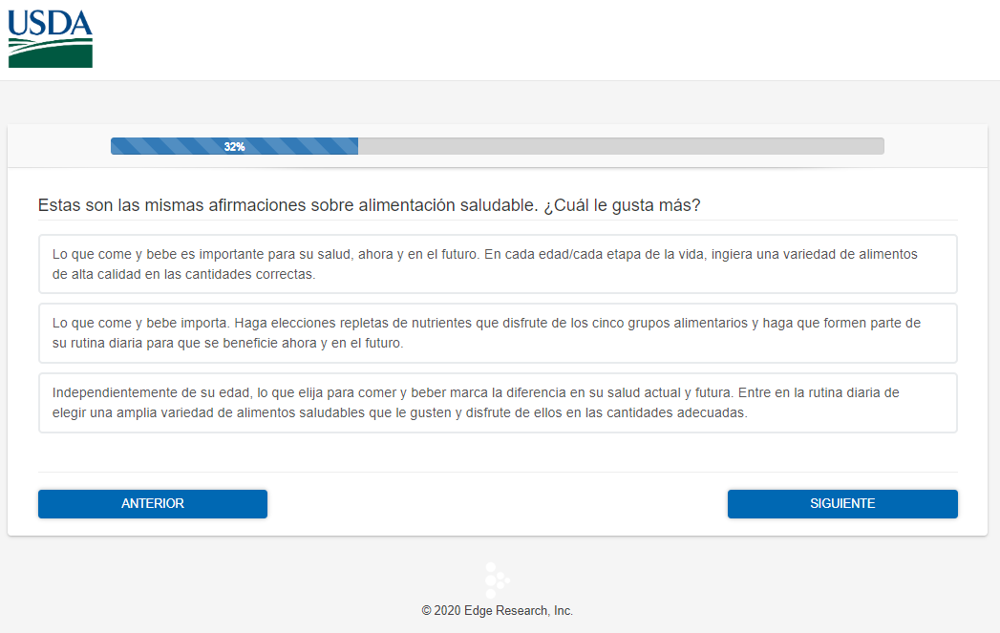 USDA
32%
Estas son las mismas afirmaciones sobre alimentación saludable. ¿Cuál le gusta más?
Lo que come y bebe es importante para su salud, ahora y en el futuro. En cada edad/cada etapa de la vida, ingiera una variedad de alimentos
de alta calidad en las cantidades correctas.
Lo que come y bebe importa. Haga elecciones repletas de nutrientes que disfrute de los cinco grupos alimentarios y haga que formen parte de
su rutina diaria para que se beneficie ahora y en el futuro.
Independientemente de su edad, lo que elija para comer y beber marca la diferencia en su salud actual y futura. Entre en la rutina diaria de
elegir una amplia variedad de alimentos saludables que le gusten y disfrute de ellos en las cantidades adecuadas.
ANTERIOR
SIGUIENTE
© 2020 Edge Research, Inc.